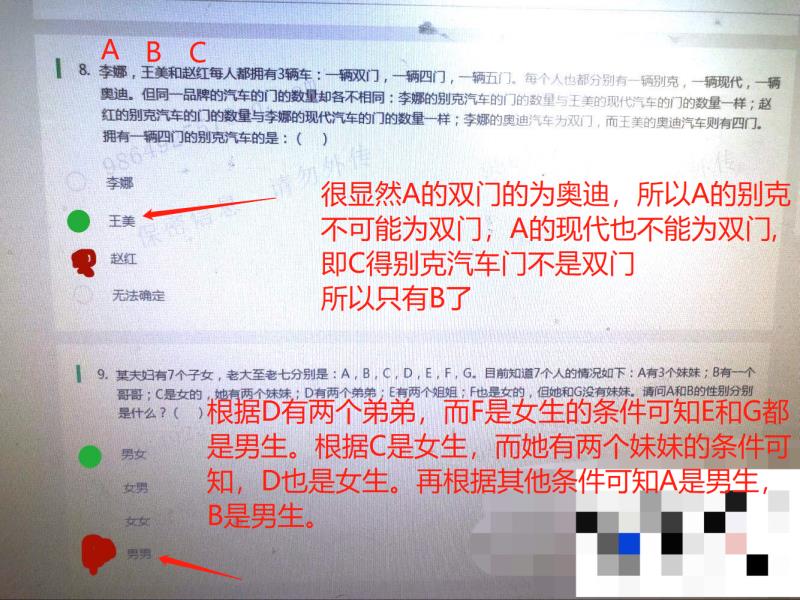 A B C
8. 李娜，王美和赵红每人都拥有3辆车：一辆双门，一辆四门，一辆五门。每个人也都分别有一辆别克，一辆现代，一辆
奥迪。但同一品牌的汽车的门的数量却各不相同：李娜的别克汽车的门的数量与王美的现代汽车的门的数量一样；赵
红的别克汽车的门的数量与李娜的现代汽车的门的数量一样；李娜的奥迪汽车为双门，而王美的奥迪汽车则有四门。
拥有一辆四门的别克汽车的是：（ ）
李娜
王美
赵红
无法确定
很显然A的双门的为奥迪，所以A的别克
不可能为双门，A的现代也不能为双门，
即C得别克汽车门不是双门
所以只有B了
请勿外传
保密信息
9. 某夫妇有7个子女，老大至老七分别是：A，B，C，D，E，F，G。目前知道7个人的情况如下：A有3个妹妹；B有一个
哥哥；C是女的，她有两个妹妹；D有两个弟弟；E有两个姐姐；F也是女的，但她和G没有妹妹。请问A和B的性别分别
是什么？（ ）
根据D有两个弟弟，而F是女生的条件可知E和G都
是男生。根据C是女生，而她有两个妹妹的条件可
知，D也是女生。再根据其他条件可知A是男生，
B是男生。
男女
女男
女女
男男